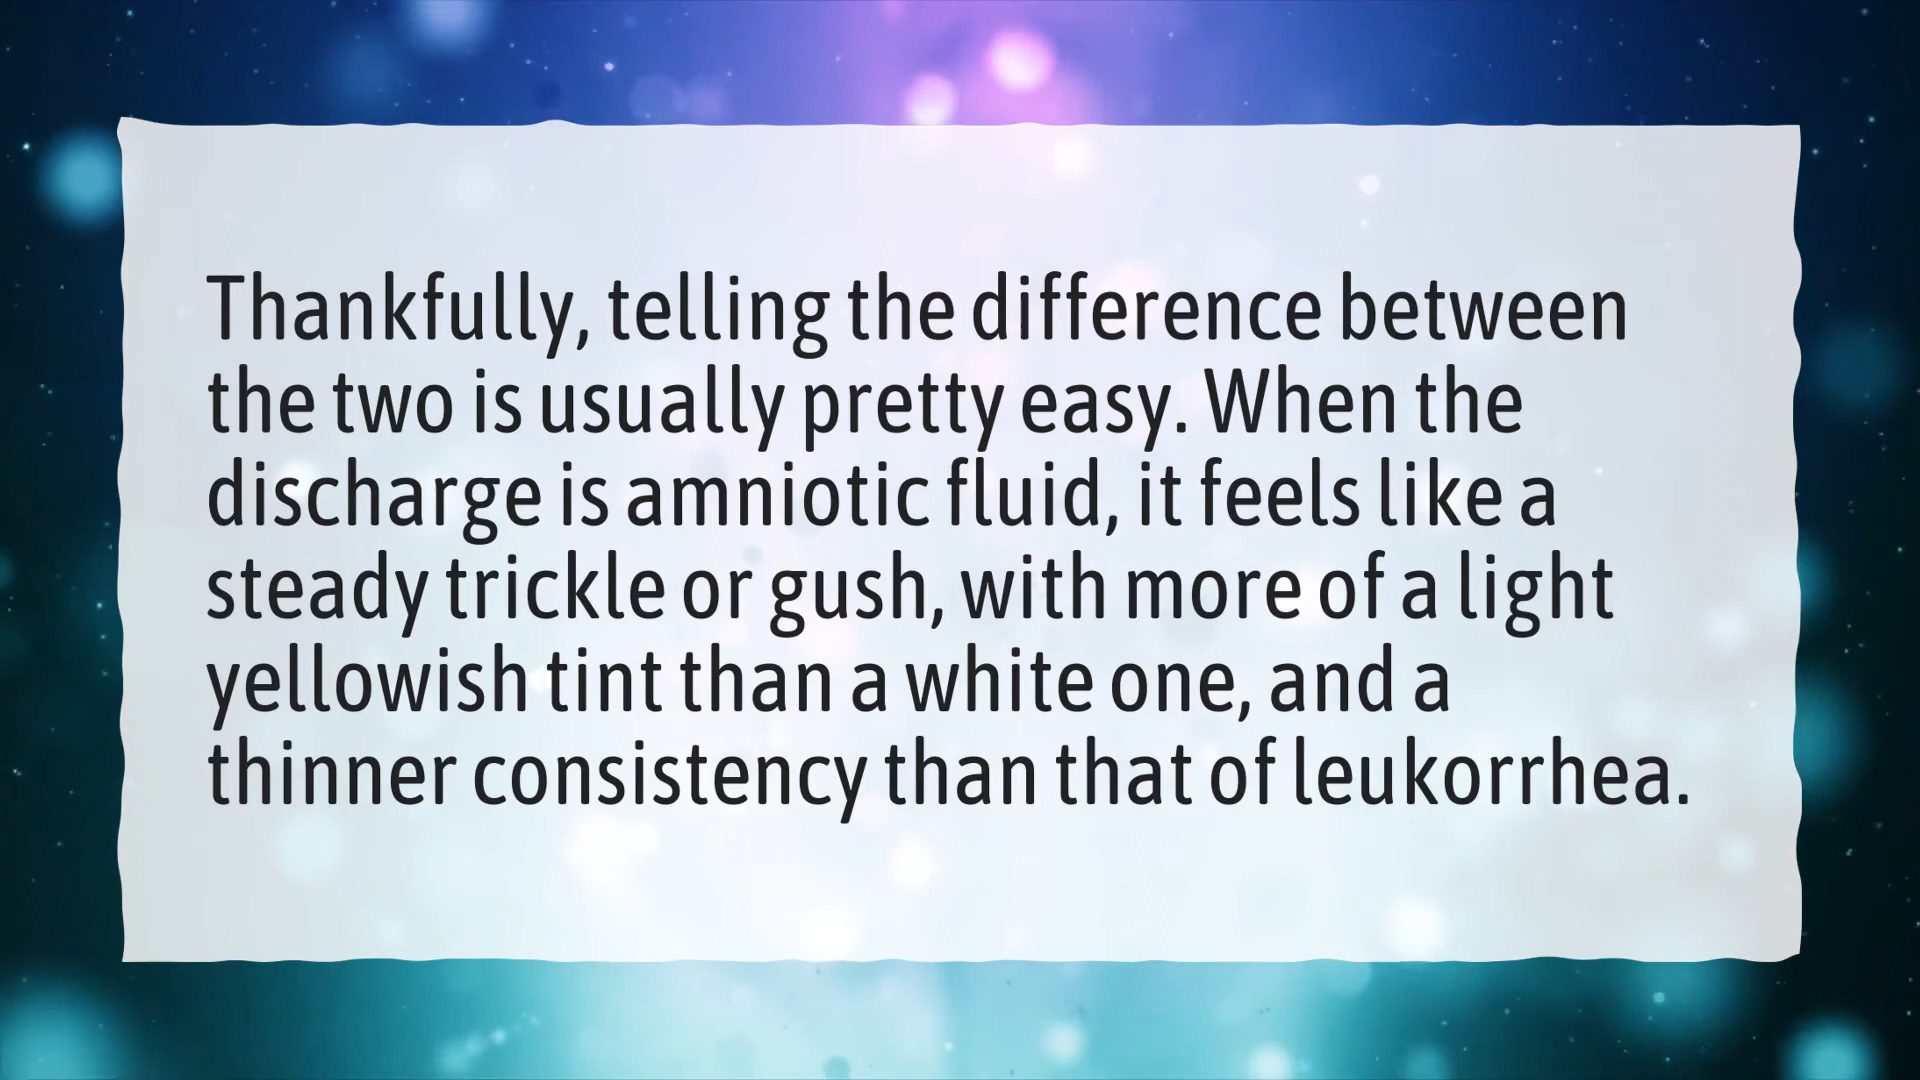 Thankfully, telling the difference between
the two is usually pretty easy. When the
discharge is amniotic fluid, it feels like a
steady trickle or gush, with more of a light
yellowish tint than a white one, and a
thinner consistency than that of leukorrhea.